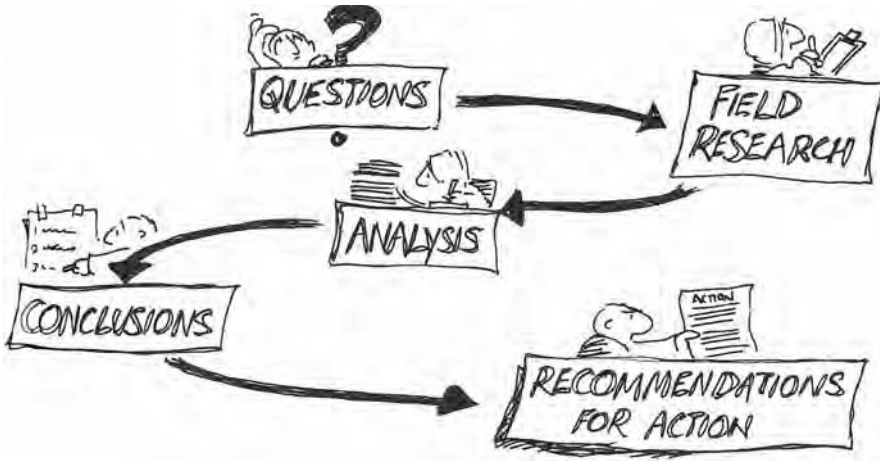 ?
QUESTIONS
FIELD
RESEARCH
ANALYSIS
CONCLUSIONS
ACTION
RECOMMENDATIONS
FOR ACTION